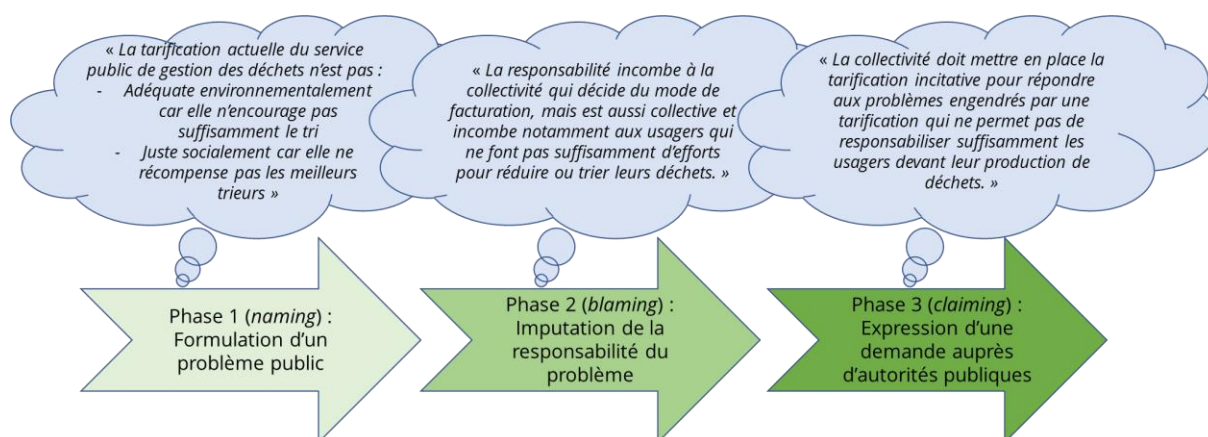 « La tarification actuelle du service
public de gestion des déchets n’est pas :
- Adéquate environnementalement
car elle n’encourage pas
suffisamment le tri
- Juste socialement car elle ne
récompense pas les meilleurs
trieurs »
« La responsabilité incombe à la
collectivité qui décide du mode de
facturation, mais est aussi collective et
incombe notamment aux usagers qui
ne font pas suffisamment d’efforts
pour réduire ou trier leurs déchets. »
« La collectivité doit mettre en place la
tarification incitative pour répondre
aux problèmes engendrés par une
tarification qui ne permet pas de
responsabiliser suffisamment les
usagers devant leur production de
déchets. »
Phase 1 (naming) :
Formulation d’un
problème public
Phase 2 (blaming) :
Imputation de la
responsabilité du
problème
Phase 3 (claiming) :
Expression d’une
demande auprès
d’autorités publiques